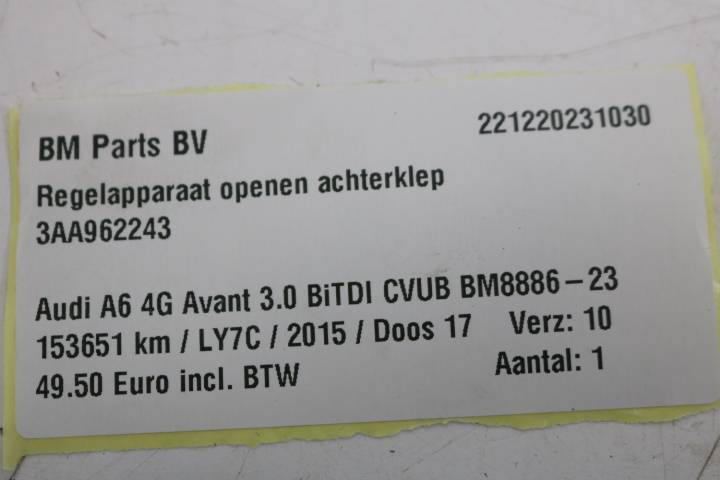 BM Parts BV 221220231030
Regelapparaat openen achterklep
3AA962243
Audi A6 4G Avant 3.0 BiTDI CVUB BM8886-23
153651 km / LY7C / 2015 / Doos 17 Verz: 10
49.50 Euro incl. BTW Aantal: 1